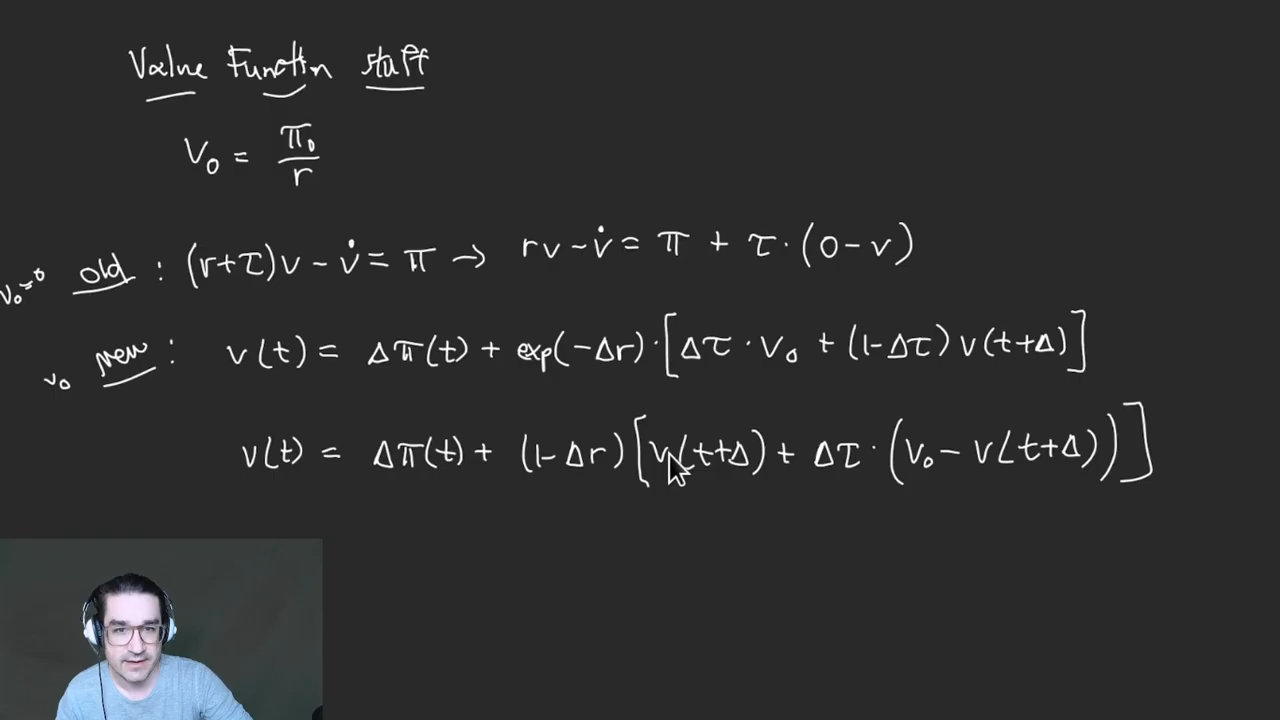 Value Function stuff
V₀ = π₀/r
v₀=0 old : (r+τ)v − v̇ = π → rv − v̇ = π + τ·(0−v)
v₀ new : v(t) = Δπ(t) + exp(−Δr)·[Δτ·V₀ + (1−Δτ) v(t+Δ)]
v(t) = Δπ(t) + (1−Δr)[v(t+Δ) + Δτ·(v₀ − v(t+Δ))]